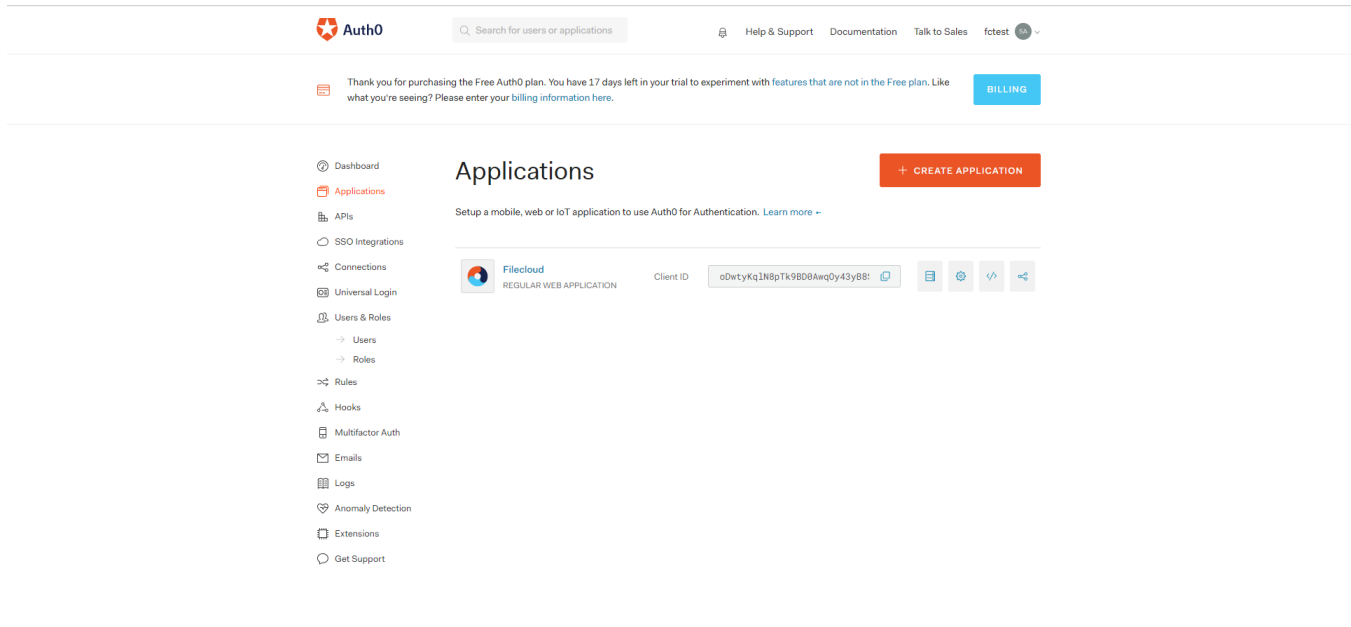 Auth0
Search for users or applications
Help & Support
Documentation
Talk to Sales
fctest
SA
Thank you for purchasing the Free Auth0 plan. You have 17 days left in your trial to experiment with features that are not in the Free plan. Like
what you're seeing? Please enter your billing information here.
BILLING
Dashboard
Applications
APIs
SSO Integrations
Connections
Universal Login
Users & Roles
Users
Roles
Rules
Hooks
Multifactor Auth
Emails
Logs
Anomaly Detection
Extensions
Get Support
Applications
+ CREATE APPLICATION
Setup a mobile, web or IoT application to use Auth0 for Authentication. Learn more
Filecloud
REGULAR WEB APPLICATION
Client ID